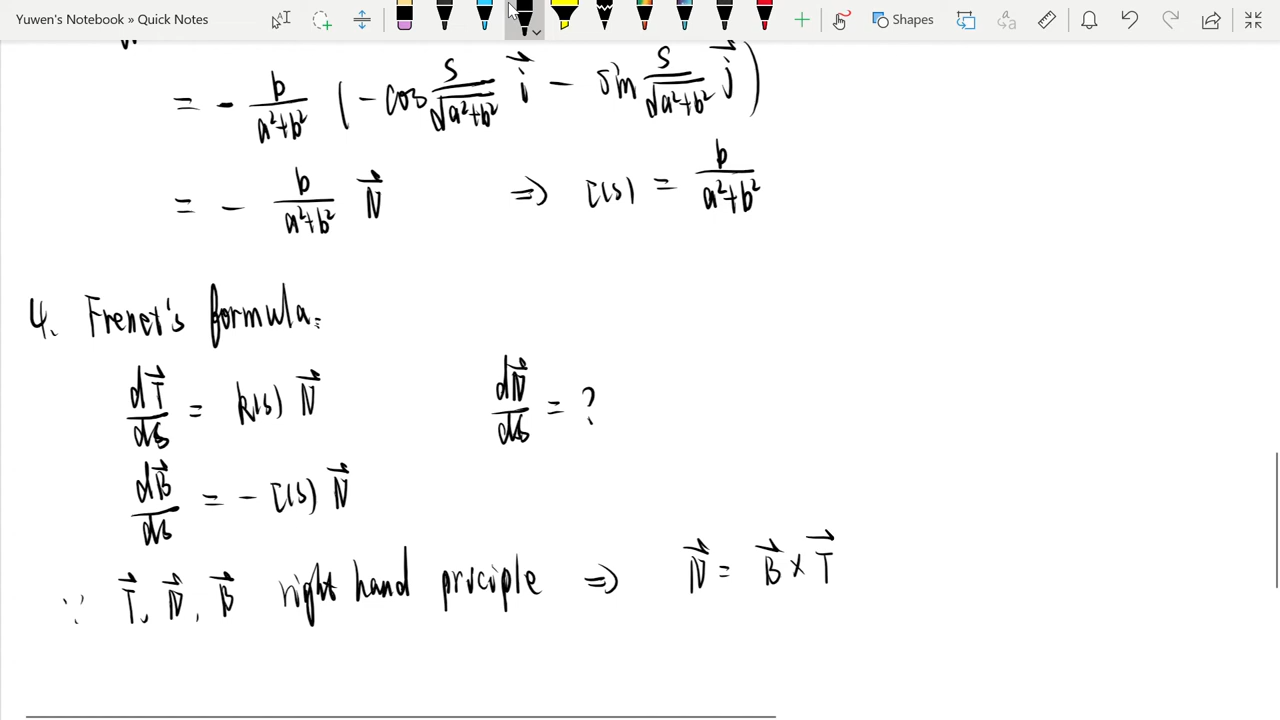 Yuwen's Notebook » Quick Notes Shapes
= - b/(a²+b²) (-cos s/√(a²+b²) i⃗ - sin s/√(a²+b²) j⃗)
= - b/(a²+b²) N⃗ ⇒ τ(s) = b/(a²+b²)
4. Frenet's formula:
dT⃗/ds = k(s) N⃗ dN⃗/ds = ?
dB⃗/ds = -τ(s) N⃗
∵ T⃗, N⃗, B⃗ right hand priciple ⇒ N⃗ = B⃗ × T⃗